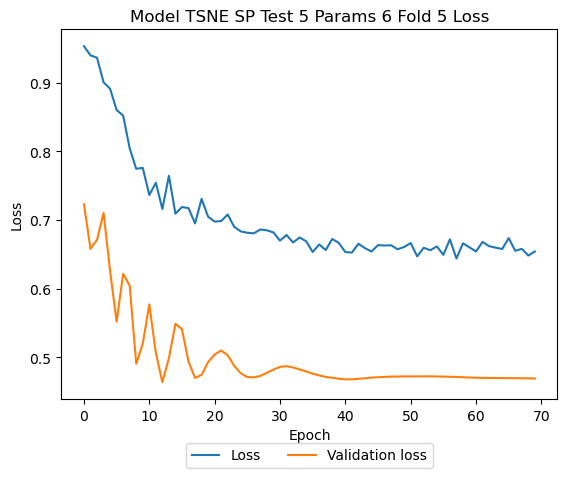 Model TSNE SP Test 5 Params 6 Fold 5 Loss
Loss
0.9
0.8
0.7
0.6
0.5
0 10 20 30 40 50 60 70
Epoch
Loss Validation loss